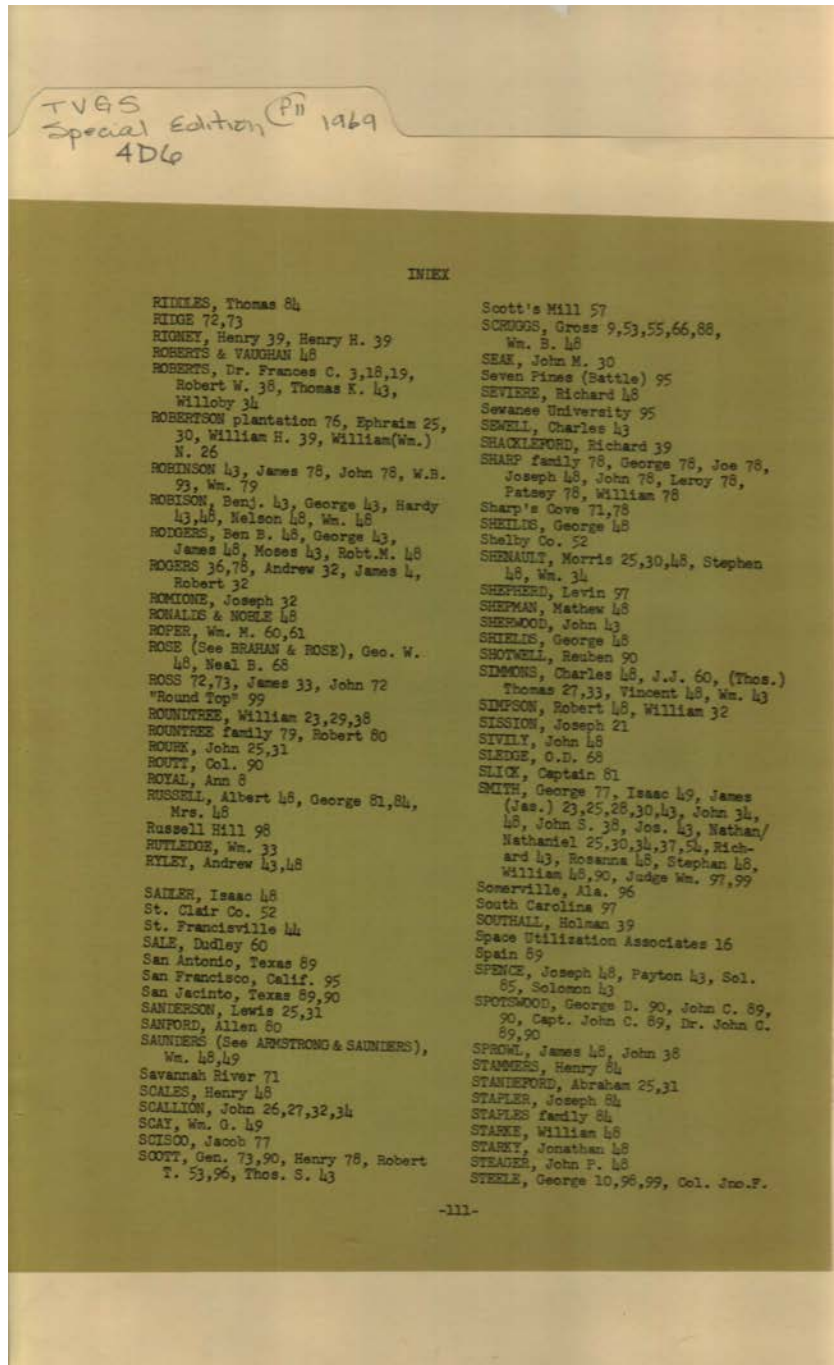 TVGS
Special Edition (P11) 1969
4D6
INDEX
RIDDLES, Thomas 84
RIDGE 72,73
RIGNEY, Henry 39, Henry H. 39
ROBERTS & VAUGHAN 48
ROBERTS, Dr. Frances C. 3,18,19,
Robert W. 38, Thomas K. 43,
Willoby 34
ROBERTSON plantation 76, Ephraim 25,
30, William H. 39, William(Wm.)
N. 26
ROBINSON 43, James 78, John 78, W.B.
93, Wm. 79
ROBISON, Benj. 43, George 43, Hardy
43,48, Nelson 48, Wm. 48
RODGERS, Ben B. 48, George 43,
James 48, Moses 43, Robt.M. 48
ROGERS 36,78, Andrew 32, James 4,
Robert 32
ROMIONE, Joseph 32
RONALDS & NOBLE 48
ROPER, Wm. M. 60,61
ROSE (See BRAHAN & ROSE), Geo. W.
48, Neal B. 68
ROSS 72,73, James 33, John 72
"Round Top" 99
ROUNDTREE, William 23,29,38
ROUNTREE family 79, Robert 80
ROURK, John 25,31
ROUTT, Col. 90
ROYAL, Ann 8
RUSSELL, Albert 48, George 81,84,
Mrs. 48
Russell Hill 98
RUTLEDGE, Wm. 33
RYLEY, Andrew 43,48
SADLER, Isaac 48
St. Clair Co. 52
St. Francisville 44
SALE, Dudley 60
San Antonio, Texas 89
San Francisco, Calif. 95
San Jacinto, Texas 89,90
SANDERSON, Lewis 25,31
SANFORD, Allen 80
SAUNDERS (See ARMSTRONG & SAUNDERS),
Wm. 48,49
Savannah River 71
SCALES, Henry 48
SCALLION, John 26,27,32,34
SCAY, Wm. G. 49
SCISCO, Jacob 77
SCOTT, Gen. 73,90, Henry 78, Robert
T. 53,96, Thos. S. 43
Scott's Mill 57
SCRUGGS, Gross 9,53,55,66,88,
Wm. B. 48
SEAK, John M. 30
Seven Pines (Battle) 95
SEVIERE, Richard 48
Sewanee University 95
SEWELL, Charles 43
SHACKLEFORD, Richard 39
SHARP family 78, George 78, Joe 78,
Joseph 48, John 78, Leroy 78,
Patsey 78, William 78
Sharp's Cove 71,78
SHEILDS, George 48
Shelby Co. 52
SHENAULT, Morris 25,30,48, Stephen
48, Wm. 34
SHEPHERD, Levin 97
SHEPMAN, Mathew 48
SHERWOOD, John 43
SHIELDS, George 48
SHOTWELL, Reuben 90
SIMMONS, Charles 48, J.J. 60, (Thos.)
Thomas 27,33, Vincent 48, Wm. 43
SIMPSON, Robert 48, William 32
SISSION, Joseph 21
SIVILY, John 48
SLEDGE, O.D. 68
SLICK, Captain 81
SMITH, George 77, Isaac 49, James
(Jas.) 23,25,28,30,43, John 34,
48, John S. 38, Jos. 43, Nathan/
Nathaniel 25,30,34,37,54, Rich-
ard 43, Rosanna 48, Stephan 48,
William 48,90, Judge Wm. 97,99
Somerville, Ala. 96
South Carolina 97
SOUTHALL, Holman 39
Space Utilization Associates 16
Spain 89
SPENCE, Joseph 48, Payton 43, Sol.
85, Solomon 43
SPOTSWOOD, George D. 90, John C. 89,
90, Capt. John C. 89, Dr. John C.
89,90
SPROWL, James 48, John 38
STAMMERS, Henry 84
STANDEFORD, Abraham 25,31
STAPLER, Joseph 84
STAPLES family 84
STARKE, William 48
STARKY, Jonathan 48
STEAGER, John P. 48
STEELE, George 10,98,99, Col. Jno.F.
-111-